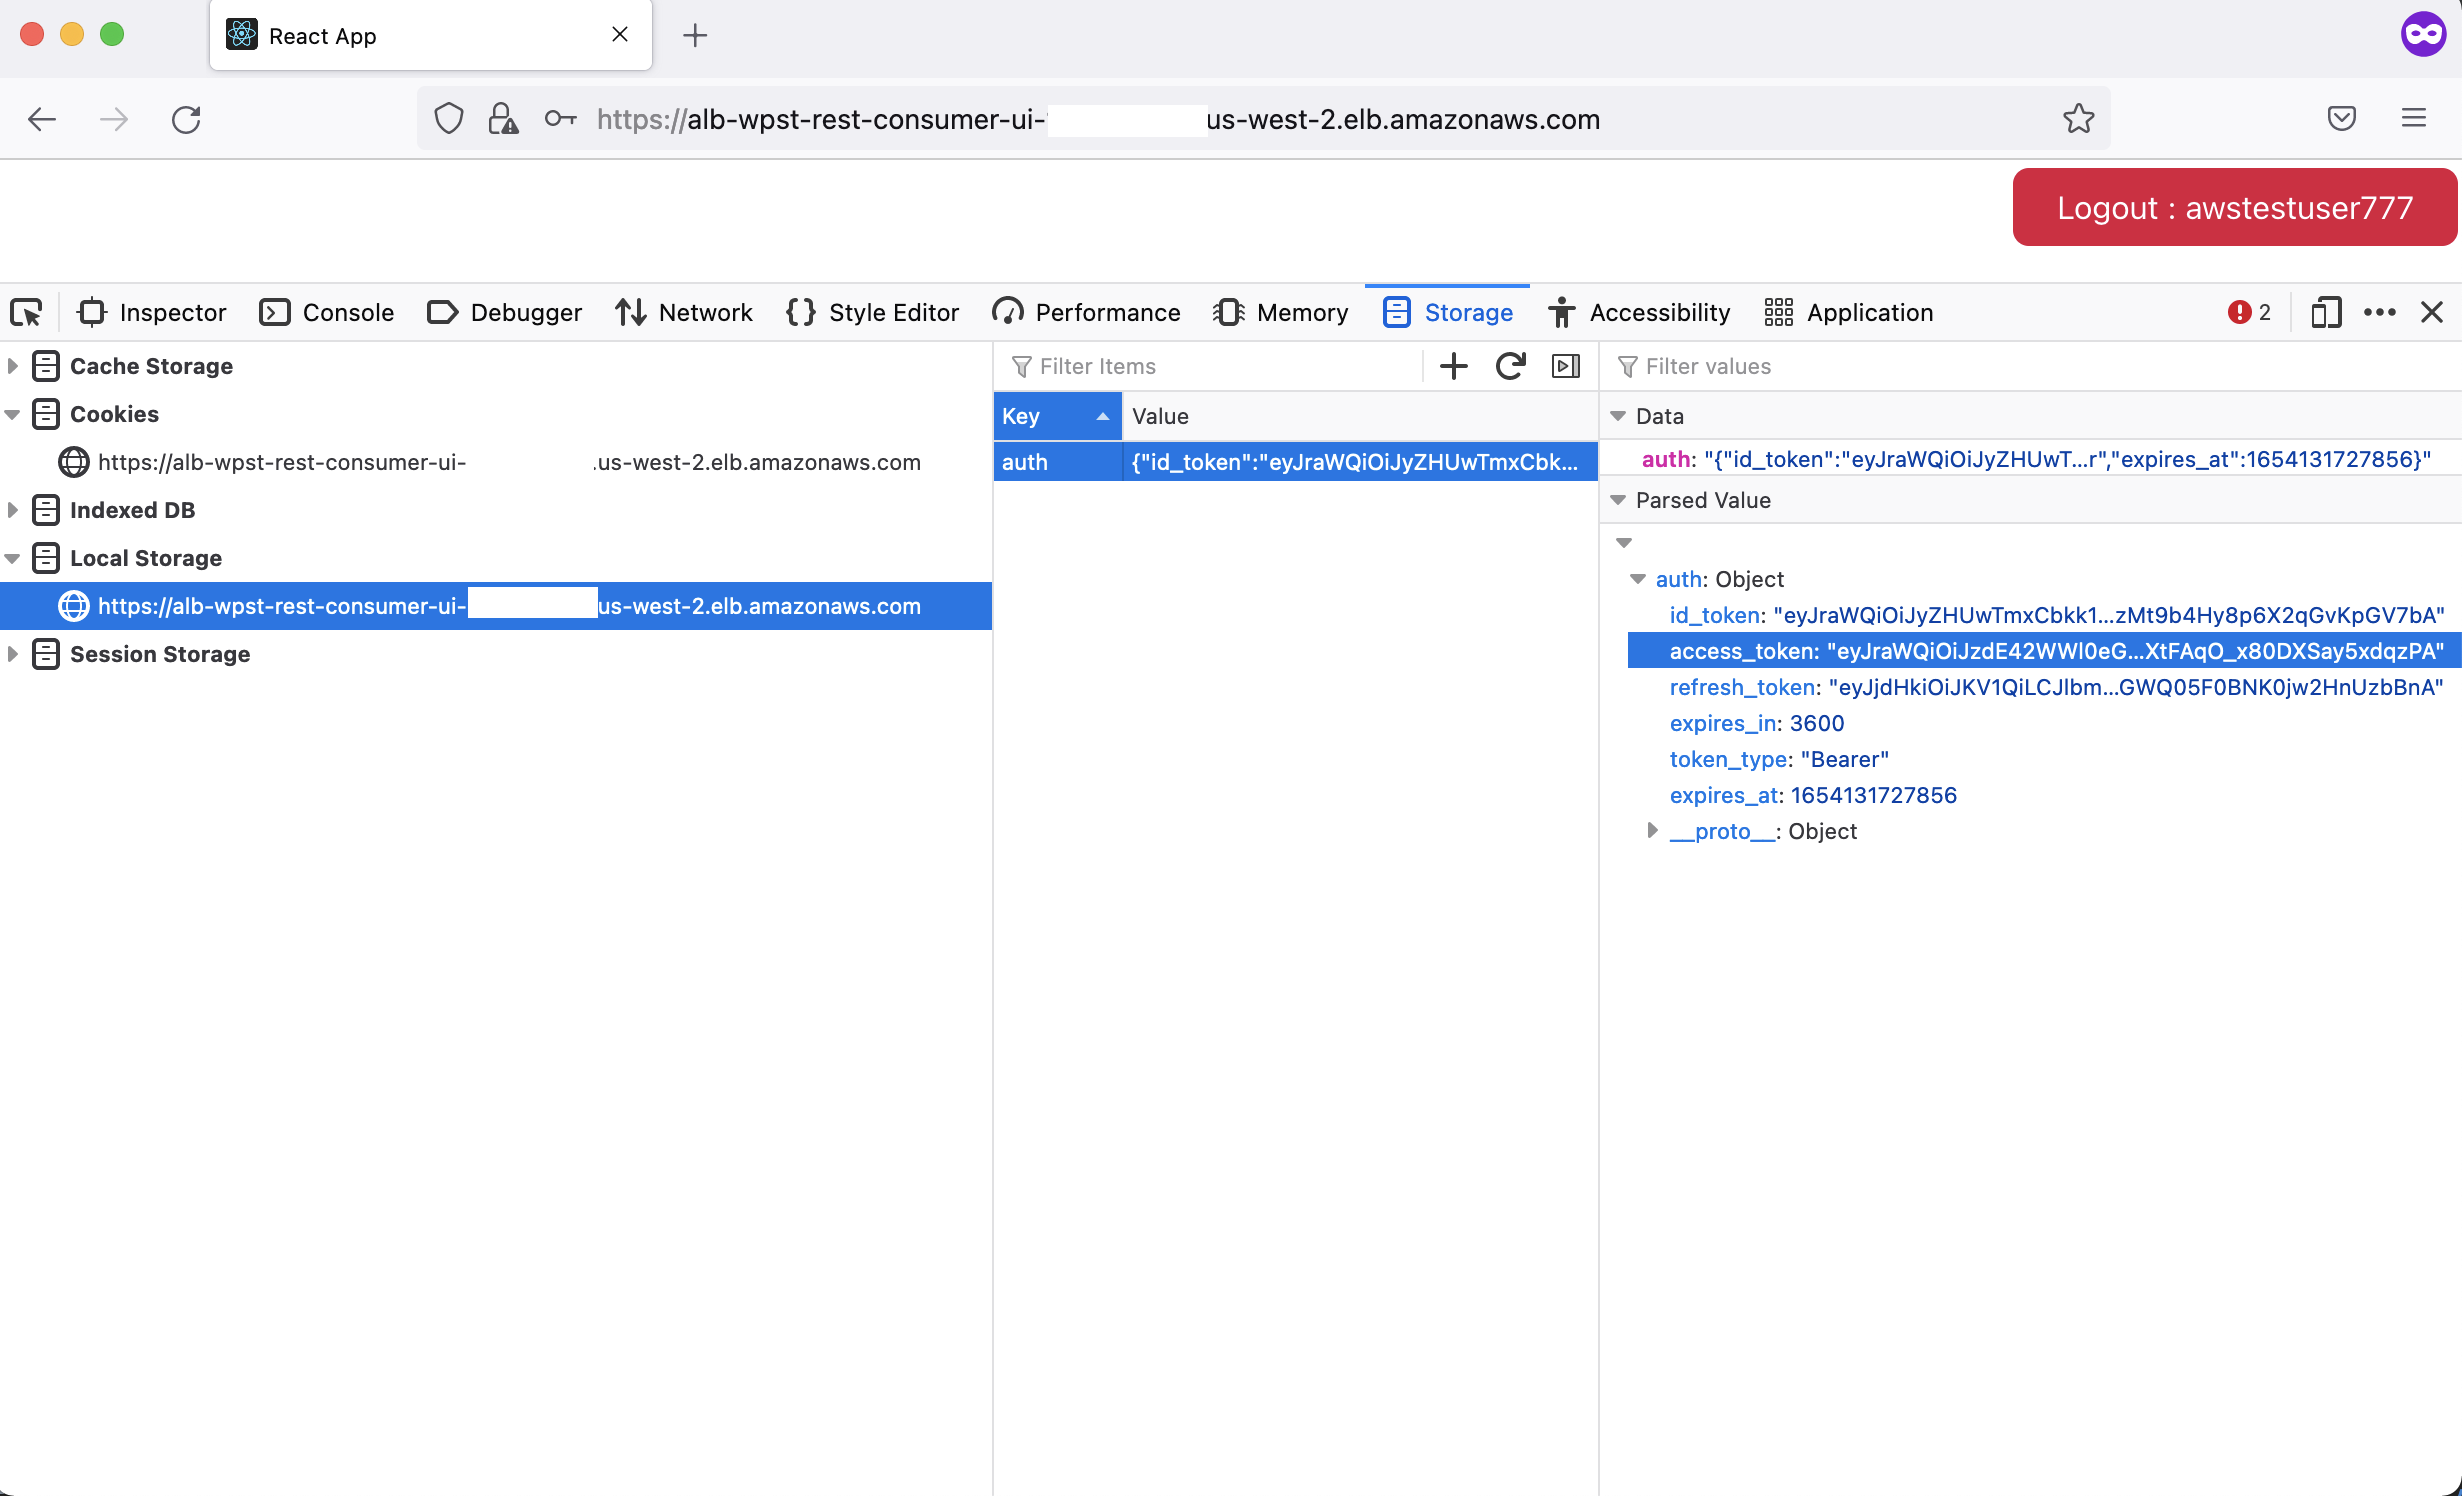 React App
https://alb-wpst-rest-consumer-ui- us-west-2.elb.amazonaws.com
Logout : awstestuser777
Inspector Console Debugger Network Style Editor Performance Memory Storage Accessibility Application 2
Cache Storage
Cookies
https://alb-wpst-rest-consumer-ui- .us-west-2.elb.amazonaws.com
Indexed DB
Local Storage
https://alb-wpst-rest-consumer-ui- us-west-2.elb.amazonaws.com
Session Storage
Filter Items
Key Value
auth {"id_token":"eyJraWQiOiJyZHUwTmxCbk...
Filter values
Data
auth: "{"id_token":"eyJraWQiOiJyZHUwT...r","expires_at":1654131727856}"
Parsed Value
auth: Object
id_token: "eyJraWQiOiJyZHUwTmxCbkk1...zMt9b4Hy8p6X2qGvKpGV7bA"
access_token: "eyJraWQiOiJzdE42WWl0eG...XtFAqO_x80DXSay5xdqzPA"
refresh_token: "eyJjdHkiOiJKV1QiLCJlbm...GWQ05F0BNK0jw2HnUzbBnA"
expires_in: 3600
token_type: "Bearer"
expires_at: 1654131727856
__proto__: Object